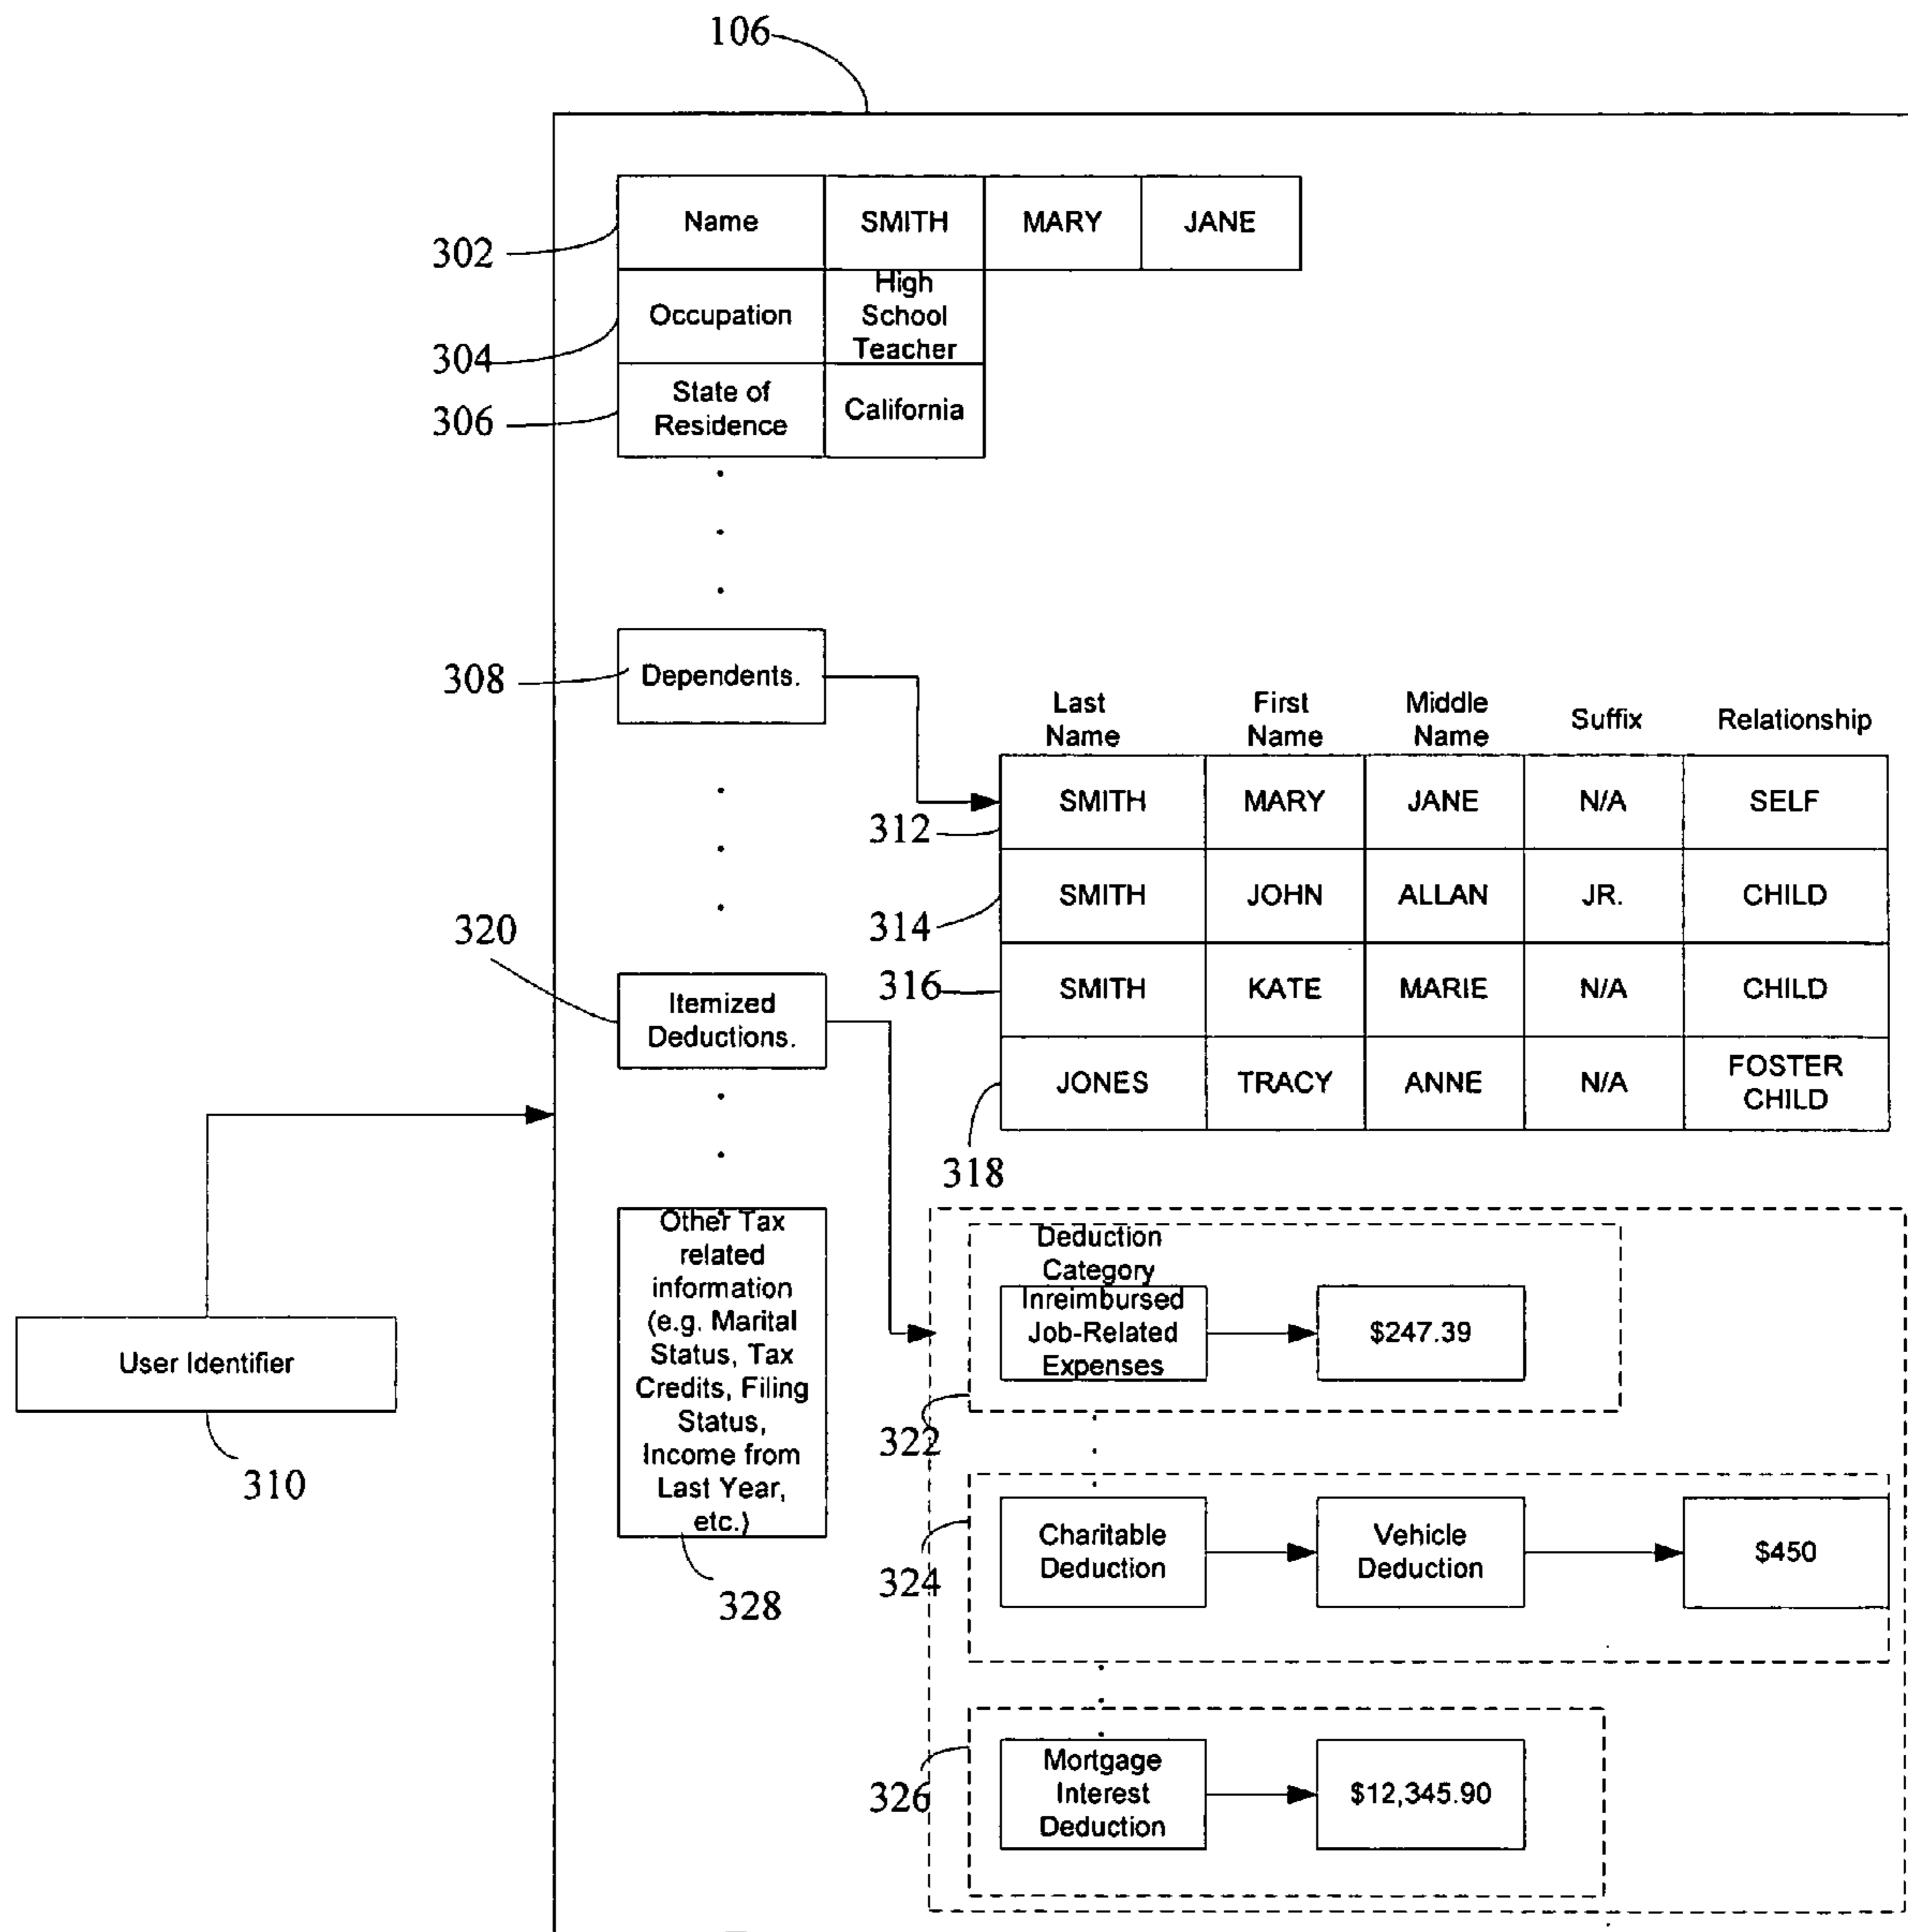 106
Name SMITH MARY JANE
302
Occupation
High
School
Teacher
304
State of
Residence
California
306
Dependents.
308
Last
Name
First
Name
Middle
Name
Suffix
Relationship
SMITH MARY JANE N/A SELF
312
SMITH JOHN ALLAN JR. CHILD
314
SMITH KATE MARIE N/A CHILD
316
JONES TRACY ANNE N/A
FOSTER
CHILD
318
320
Itemized
Deductions.
User Identifier
310
Other Tax
related
information
(e.g. Marital
Status, Tax
Credits, Filing
Status,
Income from
Last Year,
etc.)
328
Deduction
Category
Inreimbursed
Job-Related
Expenses
$247.39
322
Charitable
Deduction
Vehicle
Deduction
$450
324
Mortgage
Interest
Deduction
$12,345.90
326